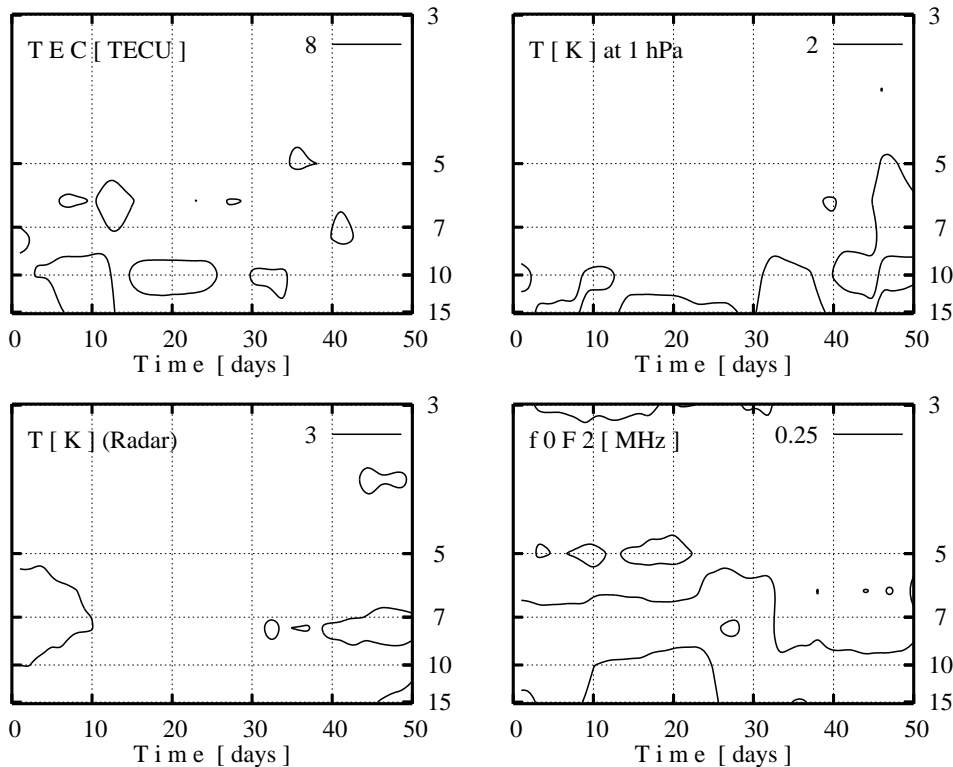 T E C [ TECU ] 8
3
5
7
10
15
0 10 20 30 40 50
T i m e [ days ]
T [ K ] at 1 hPa 2
3
5
7
10
15
0 10 20 30 40 50
T i m e [ days ]
T [ K ] (Radar) 3
3
5
7
10
15
0 10 20 30 40 50
T i m e [ days ]
f 0 F 2 [ MHz ] 0.25
3
5
7
10
15
0 10 20 30 40 50
T i m e [ days ]